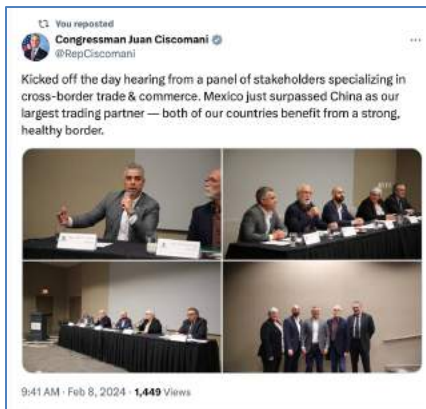 You reposted
Congressman Juan Ciscomani
@RepCiscomani
Kicked off the day hearing from a panel of stakeholders specializing in
cross-border trade & commerce. Mexico just surpassed China as our
largest trading partner — both of our countries benefit from a strong,
healthy border.
9:41 AM · Feb 8, 2024 · 1,449 Views